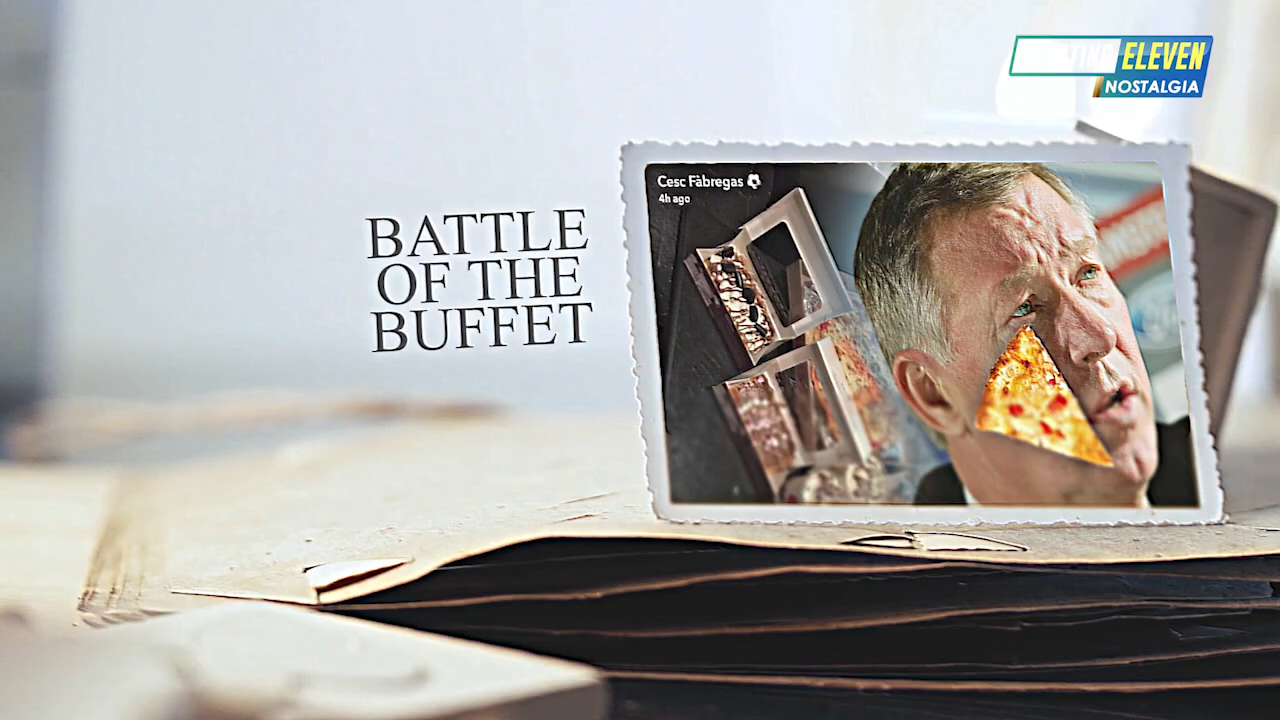 ELEVEN
NOSTALGIA
Cesc Fàbregas
4h ago
BATTLE
OF THE
BUFFET